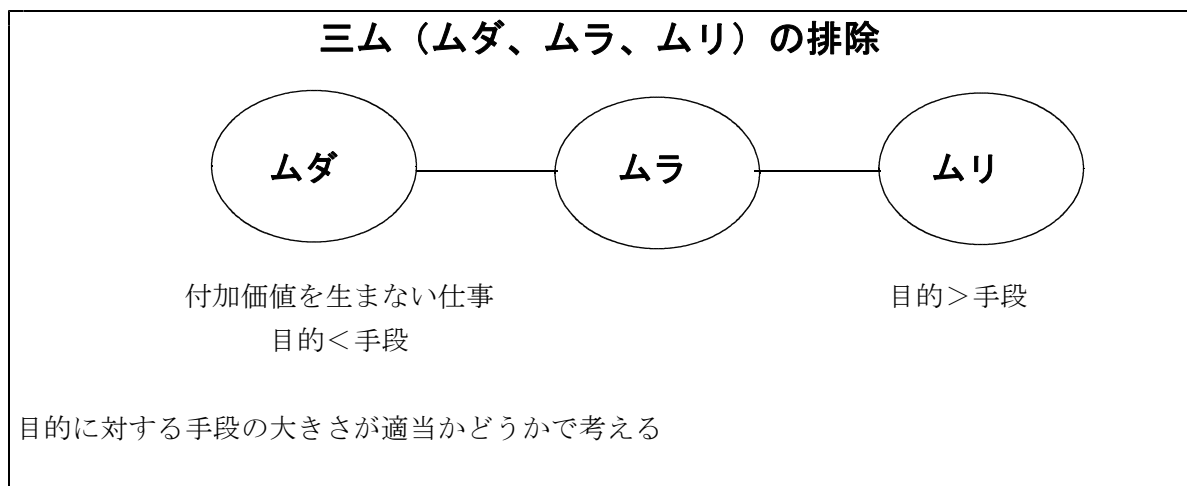 三ム（ムダ、ムラ、ムリ）の排除
ムダ
ムラ
ムリ
付加価値を生まない仕事
目的＜手段
目的＞手段
目的に対する手段の大きさが適当かどうかで考える